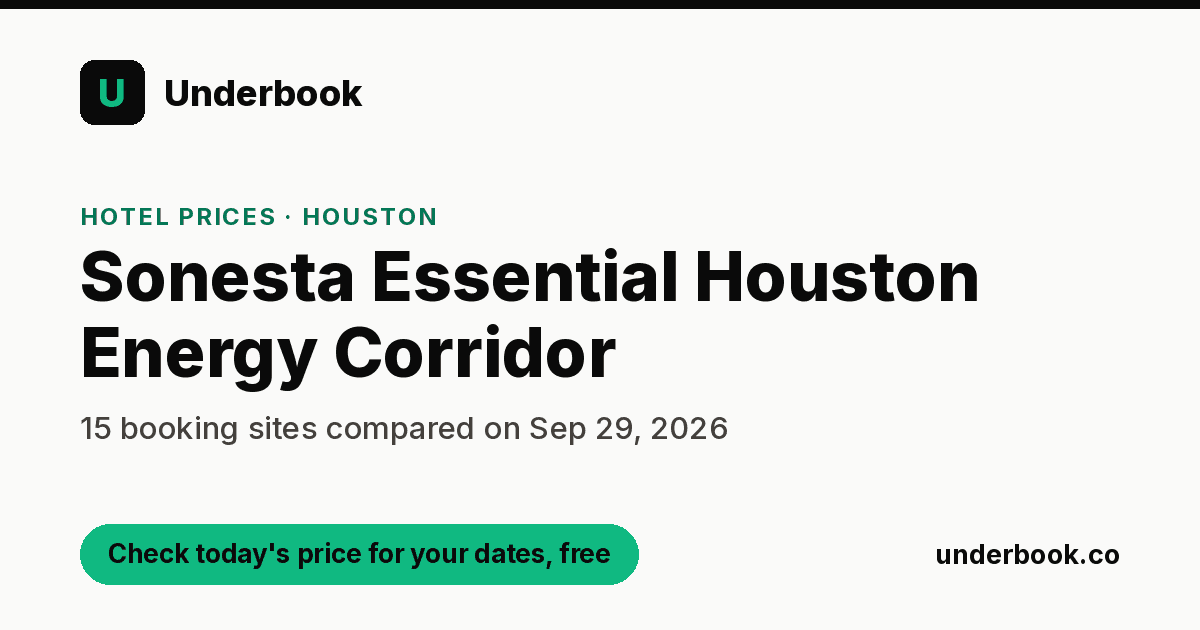 U
Underbook
HOTEL PRICES · HOUSTON
Sonesta Essential Houston
Energy Corridor
15 booking sites compared on Sep 29, 2026
Check today's price for your dates, free
underbook.co